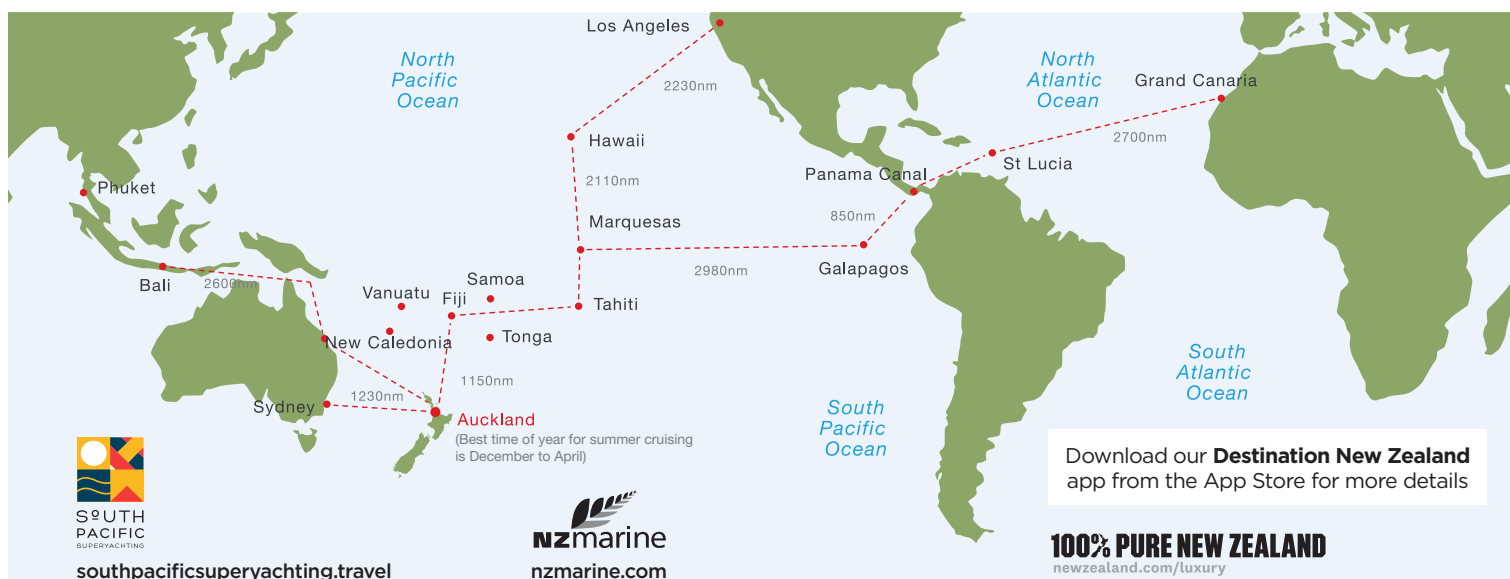 Los Angeles
North
Pacific
Ocean
North
Atlantic
Ocean
Grand Canaria
2230nm
2700nm
Hawaii
St Lucia
Panama Canal
Phuket
2110nm
850nm
Marquesas
2980nm
Galapagos
Bali
2600nm
Samoa
Vanuatu
Fiji
Tahiti
New Caledonia
Tonga
South
Atlantic
Ocean
1150nm
1230nm
Sydney
Auckland
(Best time of year for summer cruising
is December to April)
South
Pacific
Ocean
Download our Destination New Zealand
app from the App Store for more details
SOUTH
PACIFIC
SUPERYACHTING
southpacificsuperyachting.travel
NZmarine
nzmarine.com
100% PURE NEW ZEALAND
newzealand.com/luxury